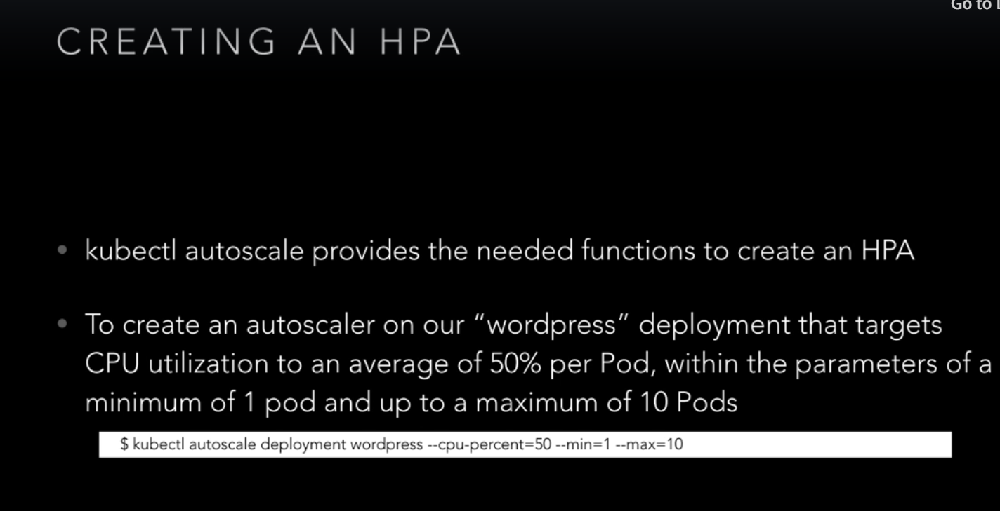 Go to
CREATING AN HPA
• kubectl autoscale provides the needed functions to create an HPA
• To create an autoscaler on our “wordpress” deployment that targets
CPU utilization to an average of 50% per Pod, within the parameters of a
minimum of 1 pod and up to a maximum of 10 Pods
$ kubectl autoscale deployment wordpress --cpu-percent=50 --min=1 --max=10